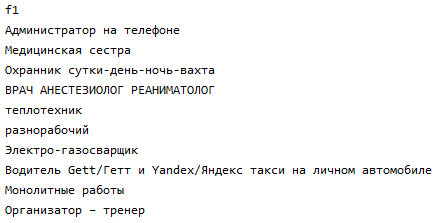 f1
Администратор на телефоне
Медицинская сестра
Охранник сутки-день-ночь-вахта
ВРАЧ АНЕСТЕЗИОЛОГ РЕАНИМАТОЛОГ
теплотехник
разнорабочий
Электро-газосварщик
Водитель Gett/Гетт и Yandex/Яндекс такси на личном автомобиле
Монолитные работы
Организатор – тренер